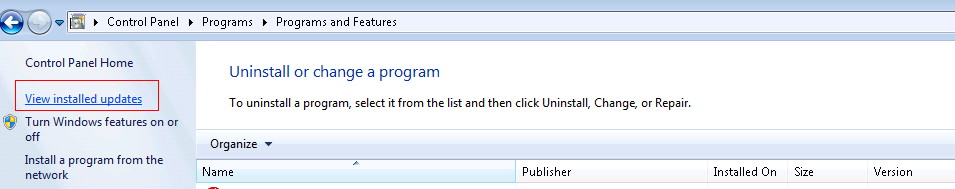 Control Panel Programs Programs and Features
Control Panel Home
View installed updates
Turn Windows features on or
off
Install a program from the
network
Uninstall or change a program
To uninstall a program, select it from the list and then click Uninstall, Change, or Repair.
Organize
Name Publisher Installed On Size Version